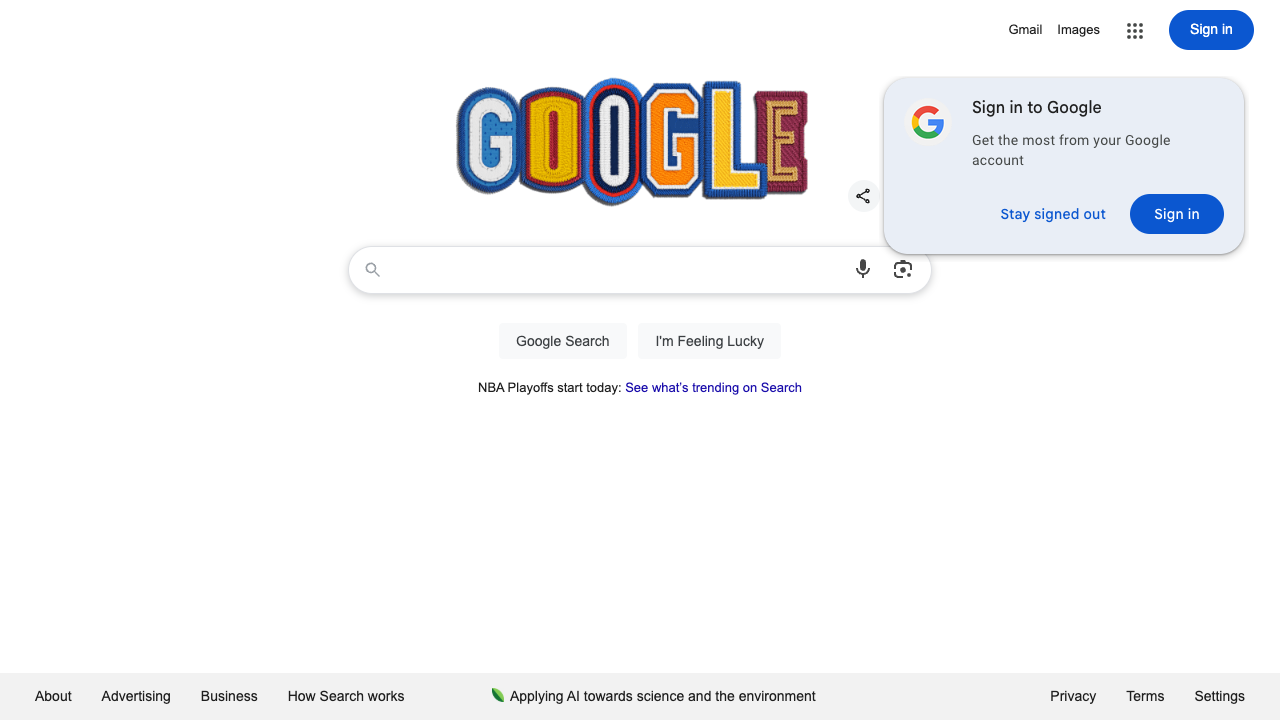 Gmail
Images
Sign in
GOOGLE
Sign in to Google
Get the most from your Google
account
Stay signed out
Sign in
Google Search
I'm Feeling Lucky
NBA Playoffs start today: See what's trending on Search
About
Advertising
Business
How Search works
Applying AI towards science and the environment
Privacy
Terms
Settings